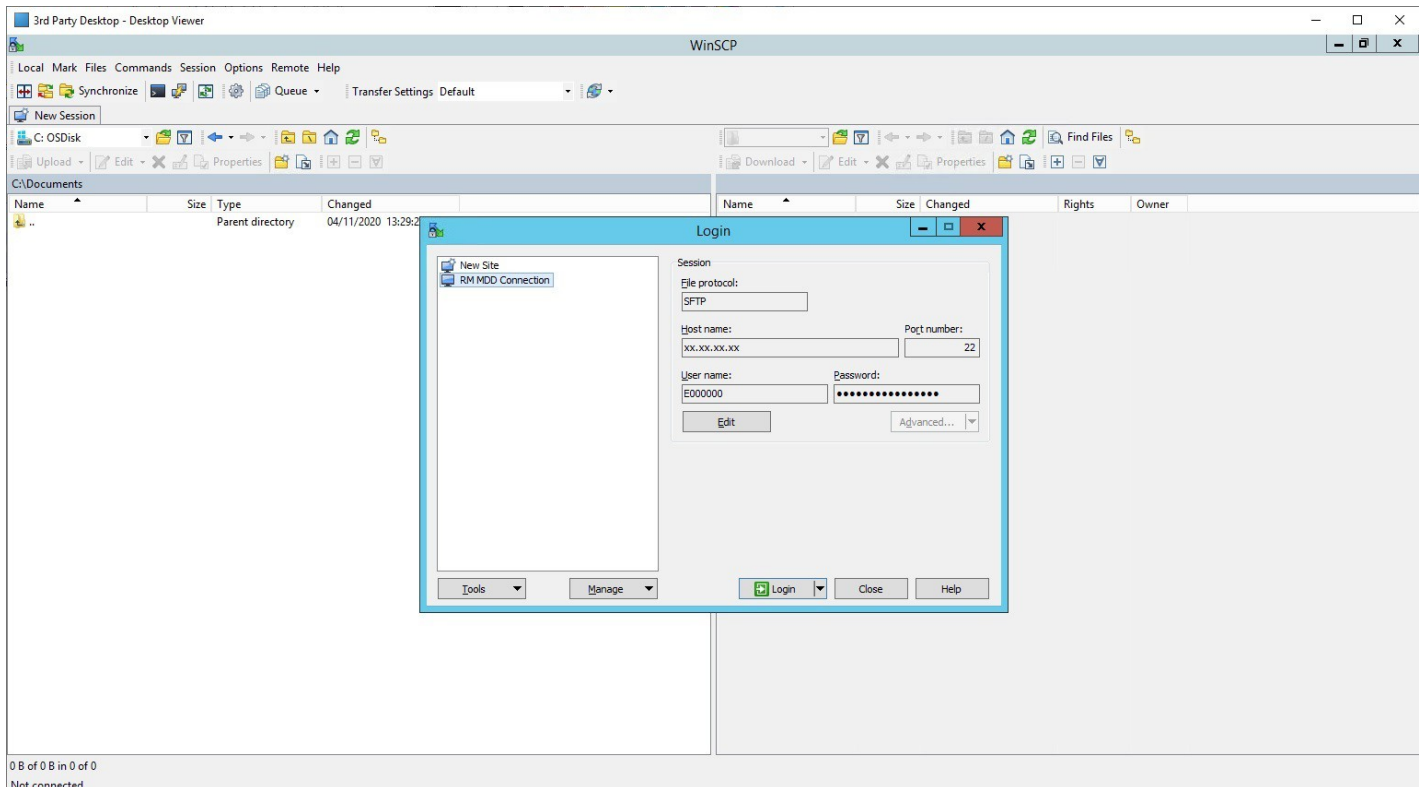 3rd Party Desktop - Desktop Viewer
WinSCP
Local Mark Files Commands Session Options Remote Help
Synchronize Queue Transfer Settings Default
New Session
C: OSDisk Find Files
Upload Edit Properties Download Edit Properties
C:\Documents
Name Size Type Changed Name Size Changed Rights Owner
.. Parent directory 04/11/2020 13:29:2
Login
New Site
RM MDD Connection
Session
File protocol:
SFTP
Host name: Port number:
xx.xx.xx.xx 22
User name: Password:
E000000 ••••••••••••••••
Edit Advanced...
Tools Manage Login Close Help
0 B of 0 B in 0 of 0
Not connected